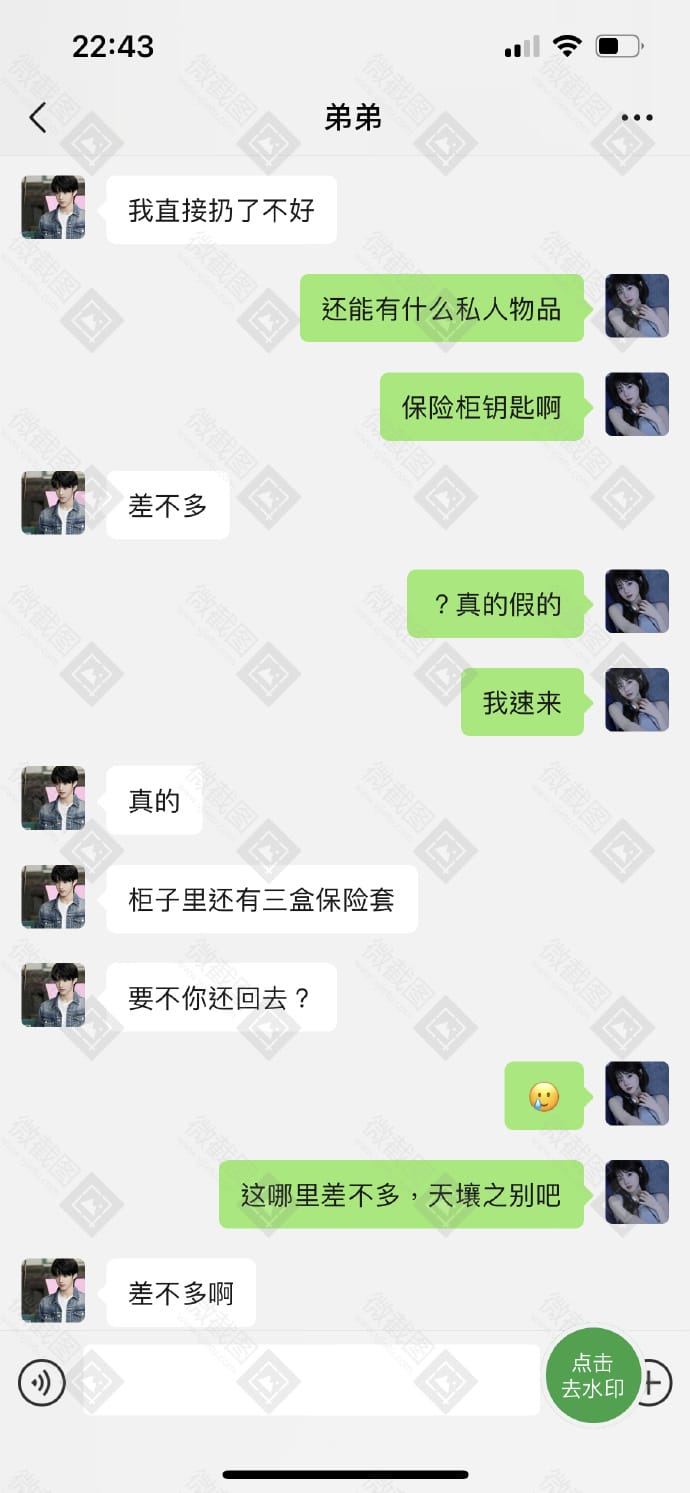 22:43
弟弟
我直接扔了不好
还能有什么私人物品
保险柜钥匙啊
差不多
？真的假的
我速来
真的
柜子里还有三盒保险套
要不你还回去？
这哪里差不多，天壤之别吧
差不多啊
点击
去水印
微截图